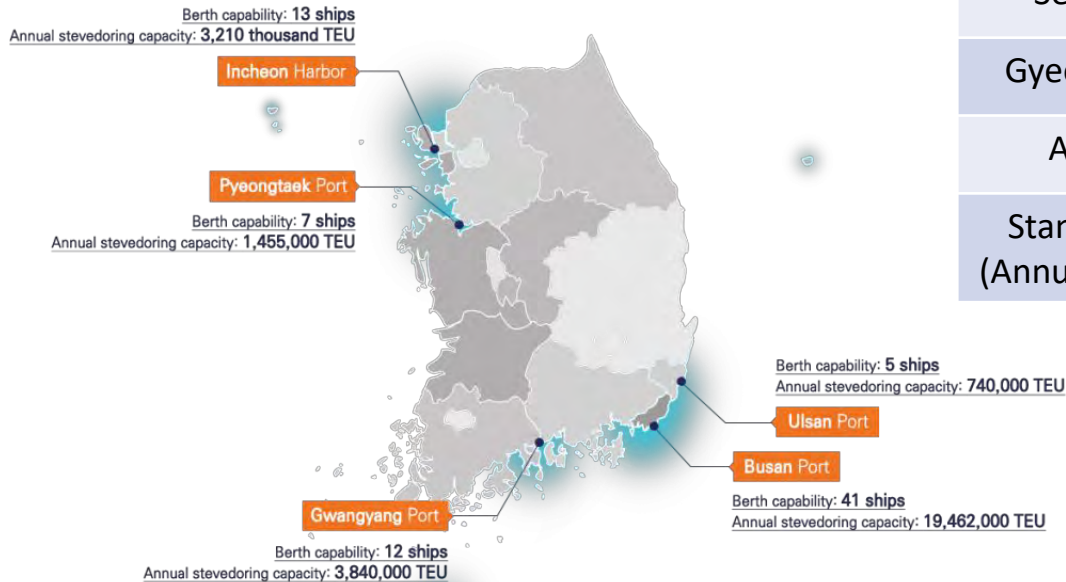 Berth capability: 13 ships
Annual stevedoring capacity: 3,210 thousand TEU
Incheon Harbor
Pyeongtaek Port
Berth capability: 7 ships
Annual stevedoring capacity: 1,455,000 TEU
Berth capability: 5 ships
Annual stevedoring capacity: 740,000 TEU
Ulsan Port
Busan Port
Berth capability: 41 ships
Annual stevedoring capacity: 19,462,000 TEU
Gwangyang Port
Berth capability: 12 ships
Annual stevedoring capacity: 3,840,000 TEU